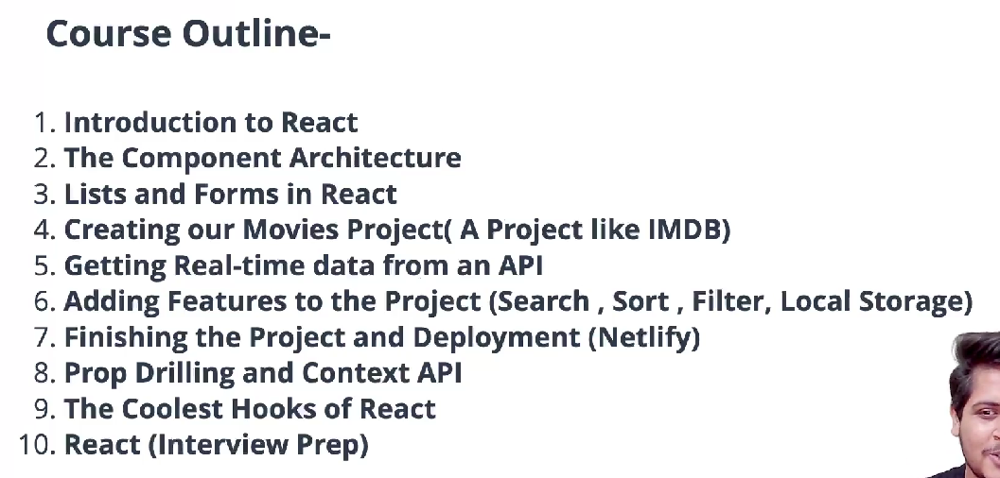 Course Outline-
1. Introduction to React
2. The Component Architecture
3. Lists and Forms in React
4. Creating our Movies Project( A Project like IMDB)
5. Getting Real-time data from an API
6. Adding Features to the Project (Search , Sort , Filter, Local Storage)
7. Finishing the Project and Deployment (Netlify)
8. Prop Drilling and Context API
9. The Coolest Hooks of React
10. React (Interview Prep)